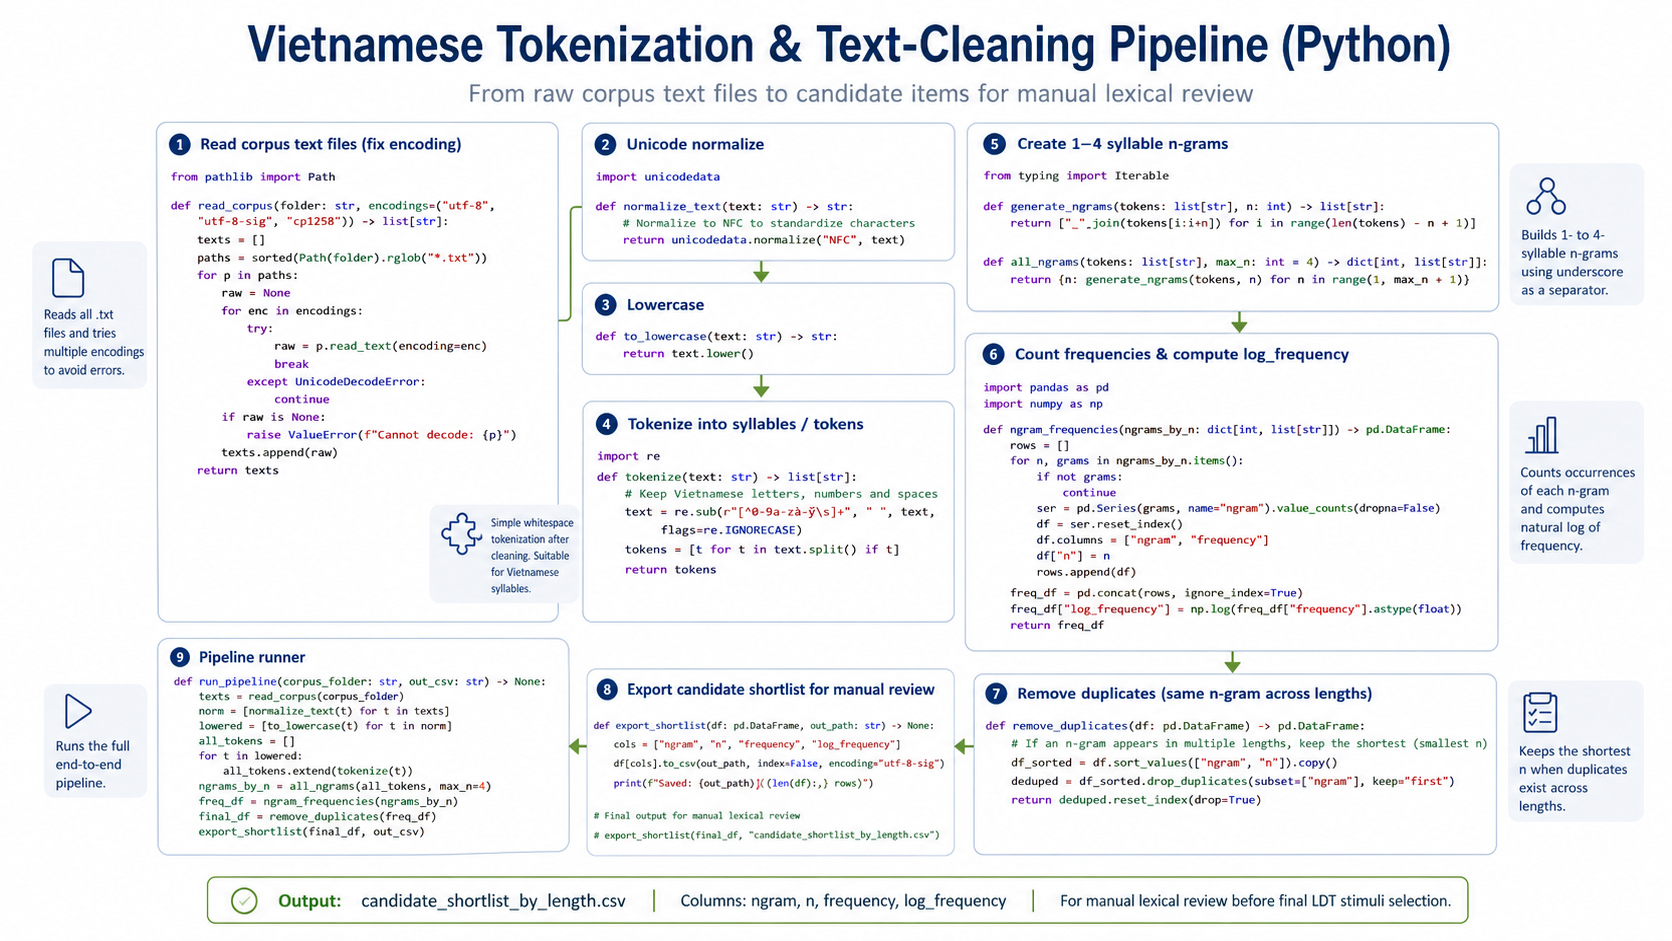 Vietnamese Tokenization & Text-Cleaning Pipeline (Python)
From raw corpus text files to candidate items for manual lexical review
1 Read corpus text files (fix encoding)
from pathlib import Path
def read_corpus(folder: str, encodings=("utf-8",
"utf-8-sig", "cp1258")) -> list[str]:
texts = []
paths = sorted(Path(folder).rglob("*.txt"))
for p in paths:
raw = None
for enc in encodings:
try:
raw = p.read_text(encoding=enc)
break
except UnicodeDecodeError:
continue
if raw is None:
raise ValueError(f"Cannot decode: {p}")
texts.append(raw)
return texts
Reads all .txt
files and tries
multiple encodings
to avoid errors.
2 Unicode normalize
import unicodedata
def normalize_text(text: str) -> str:
# Normalize to NFC to standardize characters
return unicodedata.normalize("NFC", text)
3 Lowercase
def to_lowercase(text: str) -> str:
return text.lower()
4 Tokenize into syllables / tokens
import re
def tokenize(text: str) -> list[str]:
# Keep Vietnamese letters, numbers and spaces
text = re.sub(r"[^0-9a-zà-ỹ\s]+", " ", text,
flags=re.IGNORECASE)
tokens = [t for t in text.split() if t]
return tokens
Simple whitespace
tokenization after
cleaning. Suitable
for Vietnamese
syllables.
5 Create 1–4 syllable n-grams
from typing import Iterable
def generate_ngrams(tokens: list[str], n: int) -> list[str]:
return ["_".join(tokens[i:i+n]) for i in range(len(tokens) - n + 1)]
def all_ngrams(tokens: list[str], max_n: int = 4) -> dict[int, list[str]]:
return {n: generate_ngrams(tokens, n) for n in range(1, max_n + 1)}
Builds 1- to 4-
syllable n-grams
using underscore
as a separator.
6 Count frequencies & compute log_frequency
import pandas as pd
import numpy as np
def ngram_frequencies(ngrams_by_n: dict[int, list[str]]) -> pd.DataFrame:
rows = []
for n, grams in ngrams_by_n.items():
if not grams:
continue
ser = pd.Series(grams, name="ngram").value_counts(dropna=False)
df = ser.reset_index()
df.columns = ["ngram", "frequency"]
df["n"] = n
rows.append(df)
freq_df = pd.concat(rows, ignore_index=True)
freq_df["log_frequency"] = np.log(freq_df["frequency"].astype(float))
return freq_df
Counts occurrences
of each n-gram
and computes
natural log of
frequency.
7 Remove duplicates (same n-gram across lengths)
def remove_duplicates(df: pd.DataFrame) -> pd.DataFrame:
# If an n-gram appears in multiple lengths, keep the shortest (smallest n)
df_sorted = df.sort_values(["ngram", "n"]).copy()
deduped = df_sorted.drop_duplicates(subset=["ngram"], keep="first")
return deduped.reset_index(drop=True)
Keeps the shortest
n when duplicates
exist across
lengths.
8 Export candidate shortlist for manual review
def export_shortlist(df: pd.DataFrame, out_path: str) -> None:
cols = ["ngram", "n", "frequency", "log_frequency"]
df[cols].to_csv(out_path, index=False, encoding="utf-8-sig")
print(f"Saved: {out_path}({len(df):,} rows)")
# Final output for manual lexical review
# export_shortlist(final_df, "candidate_shortlist_by_length.csv")
9 Pipeline runner
def run_pipeline(corpus_folder: str, out_csv: str) -> None:
texts = read_corpus(corpus_folder)
norm = [normalize_text(t) for t in texts]
lowered = [to_lowercase(t) for t in norm]
all_tokens = []
for t in lowered:
all_tokens.extend(tokenize(t))
ngrams_by_n = all_ngrams(all_tokens, max_n=4)
freq_df = ngram_frequencies(ngrams_by_n)
final_df = remove_duplicates(freq_df)
export_shortlist(final_df, out_csv)
Runs the full
end-to-end
pipeline.
Output: candidate_shortlist_by_length.csv
Columns: ngram, n, frequency, log_frequency
For manual lexical review before final LDT stimuli selection.